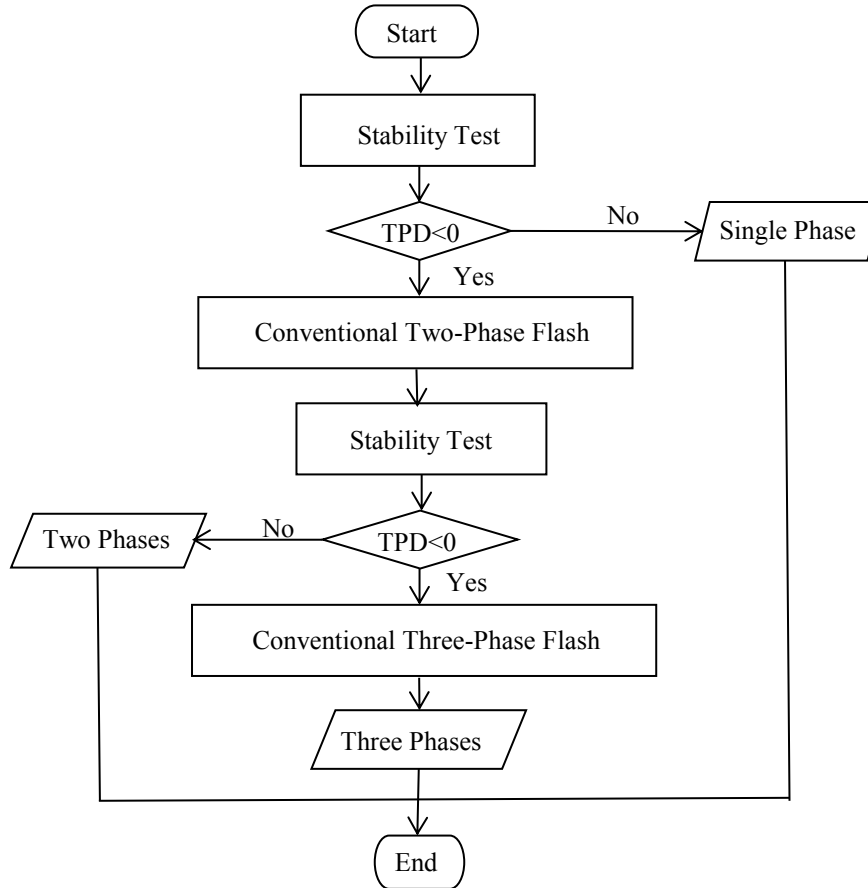 Start
Stability Test
TPD<0
No
Single Phase
Yes
Conventional Two-Phase Flash
Stability Test
Two Phases
No
TPD<0
Yes
Conventional Three-Phase Flash
Three Phases
End